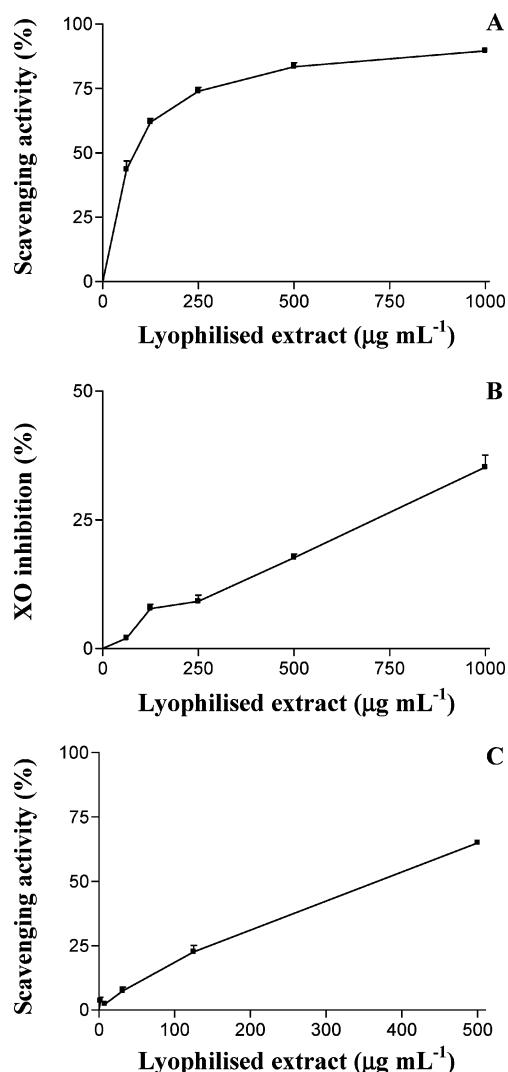 A
100
75
50
25
0
Scavenging activity (%)
0 250 500 750 1000
Lyophilised extract (µg mL-1)
B
50
25
0
XO inhibition (%)
0 250 500 750 1000
Lyophilised extract (µg mL-1)
C
100
75
50
25
0
Scavenging activity (%)
0 100 200 300 400 500
Lyophilised extract (µg mL-1)